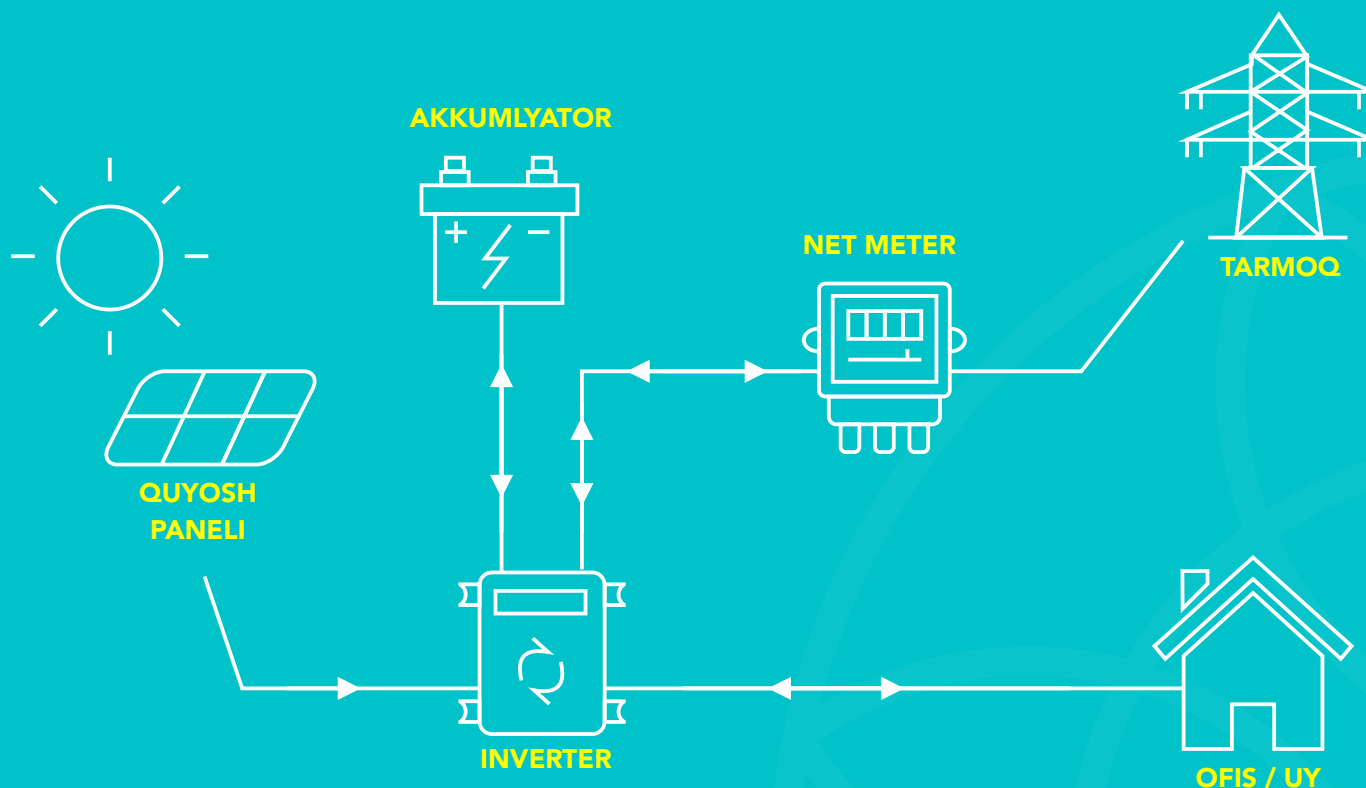 AKKUMLYATOR
NET METER
TARMOQ
QUYOSH
PANELI
INVERTER
OFIS / UY